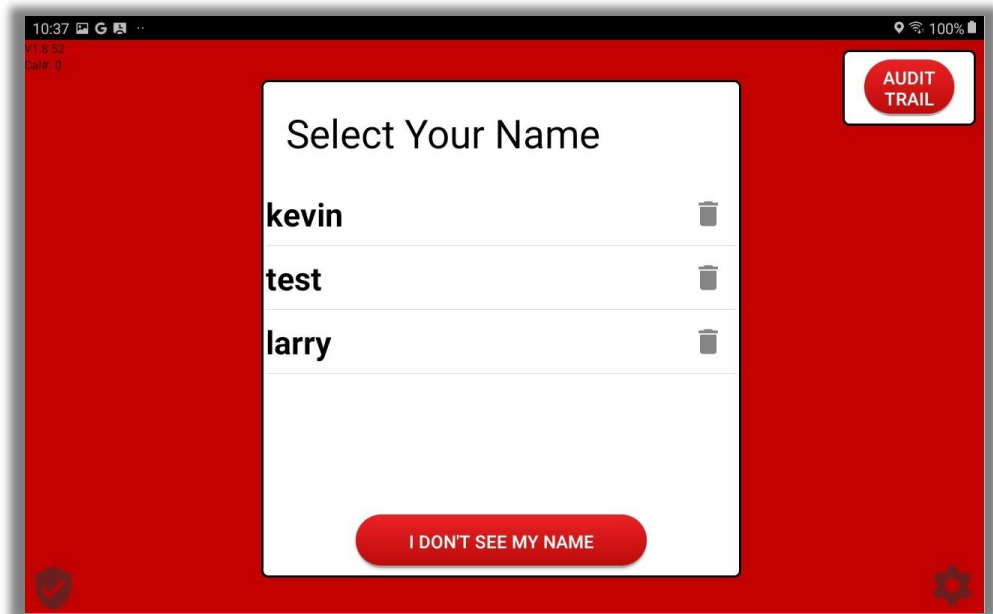 10:37
100%
V1.8.52
Cal#: 0
AUDIT
TRAIL
Select Your Name
kevin
test
larry
I DON'T SEE MY NAME